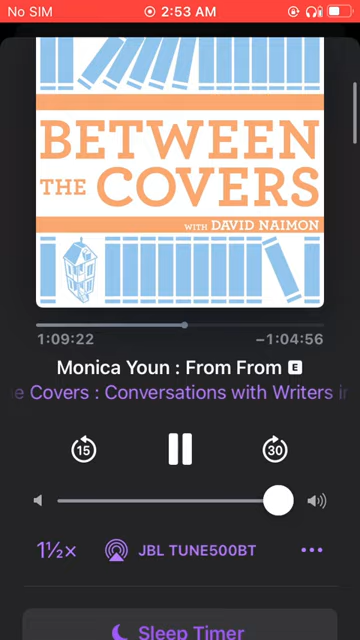 No SIM 2:53 AM
BETWEEN
THE COVERS
WITH DAVID NAIMON
1:09:22 −1:04:56
Monica Youn : From From E
e Covers : Conversations with Writers i
15 30
1½× JBL TUNE500BT
Sleep Timer